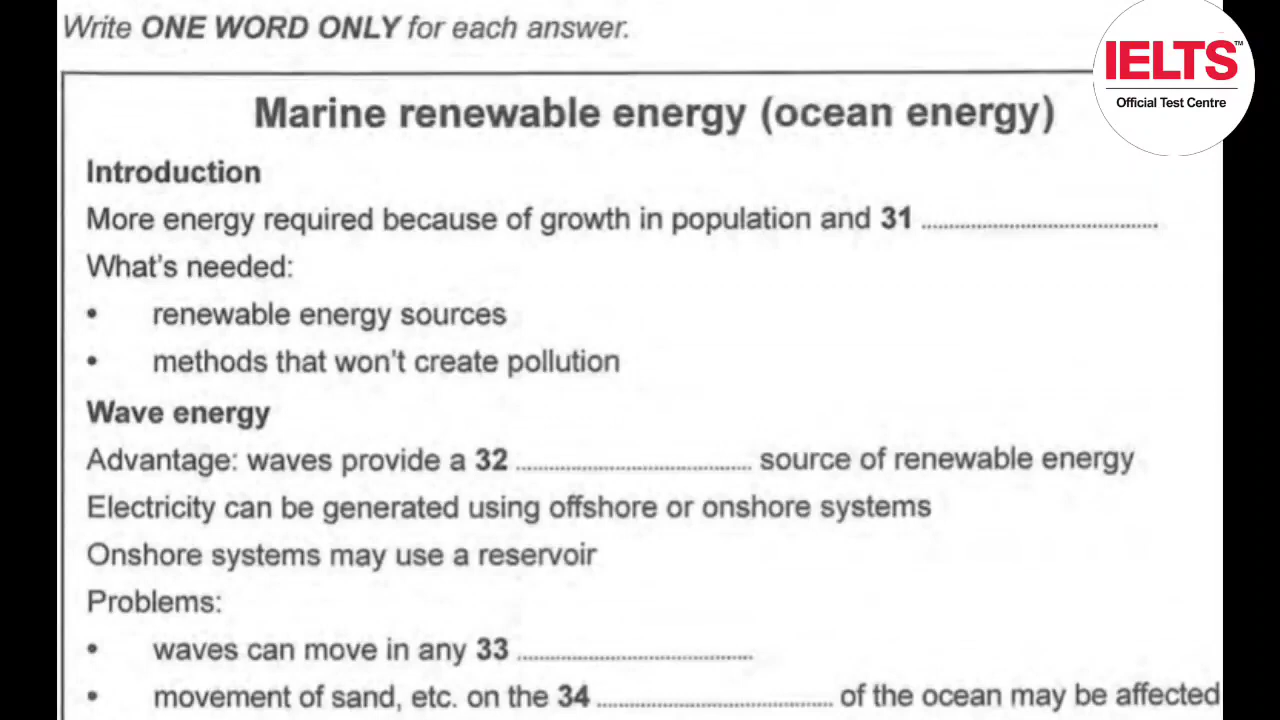 Write ONE WORD ONLY for each answer.
IELTS™
Official Test Centre
Marine renewable energy (ocean energy)
Introduction
More energy required because of growth in population and 31 ........................................
What's needed:
• renewable energy sources
• methods that won't create pollution
Wave energy
Advantage: waves provide a 32 ........................................ source of renewable energy
Electricity can be generated using offshore or onshore systems
Onshore systems may use a reservoir
Problems:
• waves can move in any 33 ........................................
• movement of sand, etc. on the 34 ........................................ of the ocean may be affected